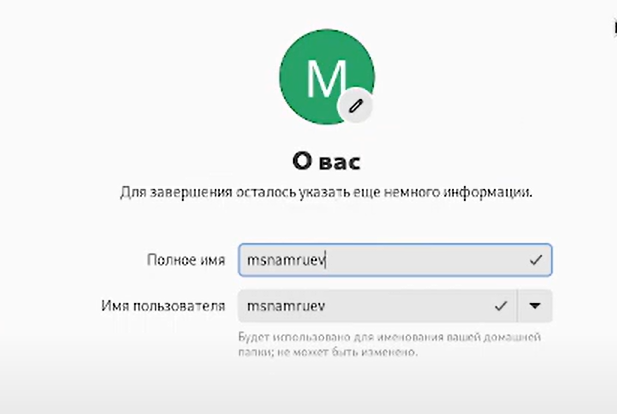 M
О вас
Для завершения осталось указать еще немного информации.
Полное имя msnamruev
Имя пользователя msnamruev
Будет использовано для именования вашей домашней
папки; не может быть изменено.